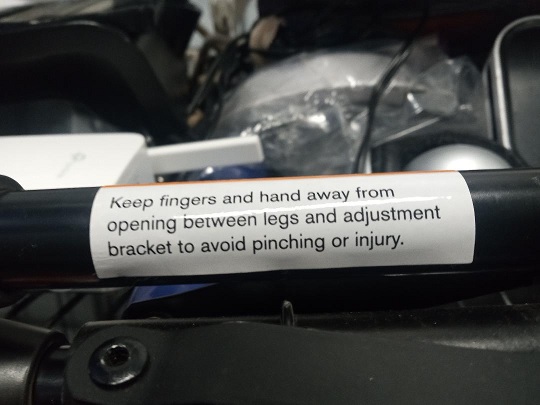 Keep fingers and hand away from
opening between legs and adjustment
bracket to avoid pinching or injury.